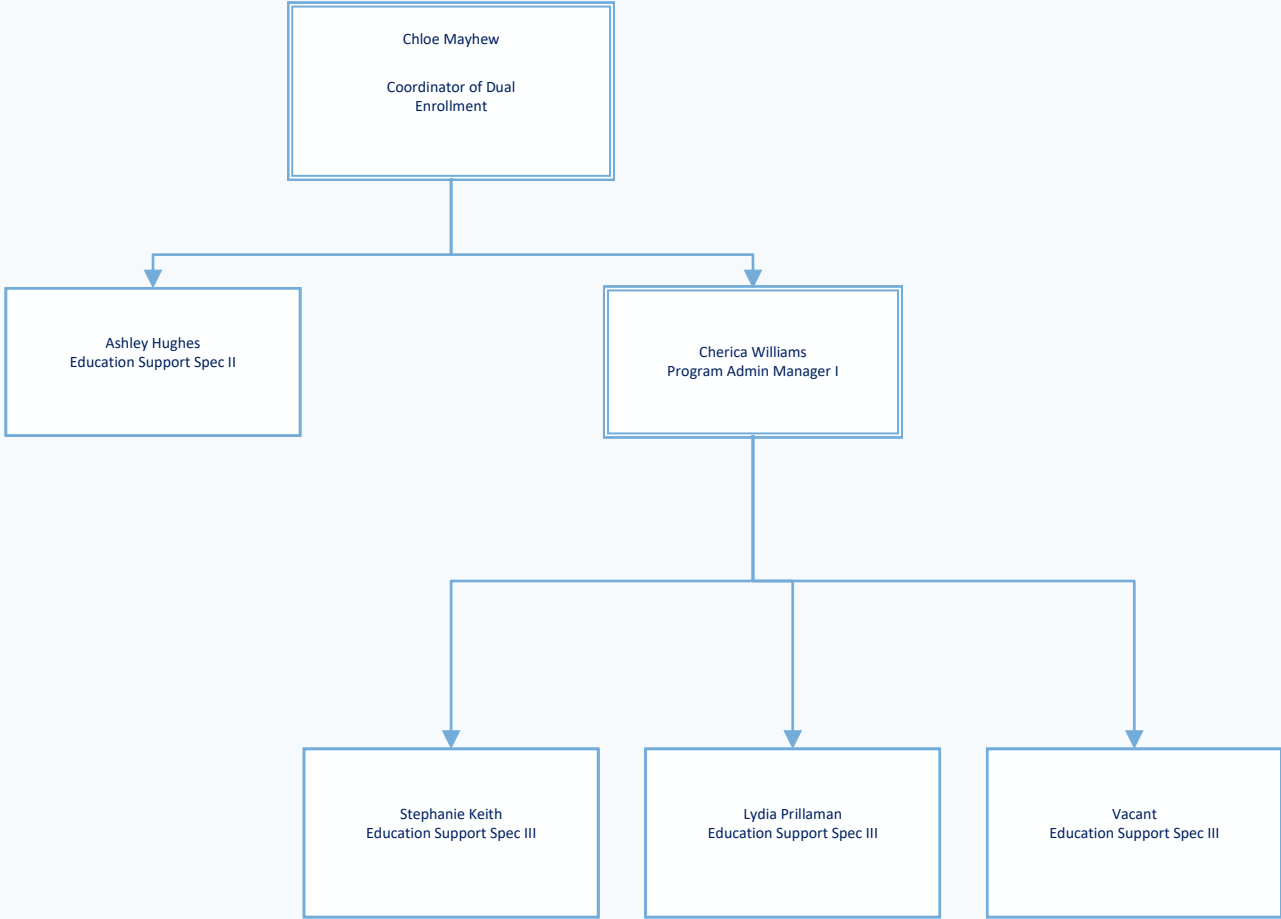 Chloe Mayhew
Coordinator of Dual
Enrollment
Ashley Hughes
Education Support Spec II
Cherica Williams
Program Admin Manager I
Stephanie Keith
Education Support Spec III
Lydia Prillaman
Education Support Spec III
Vacant
Education Support Spec III